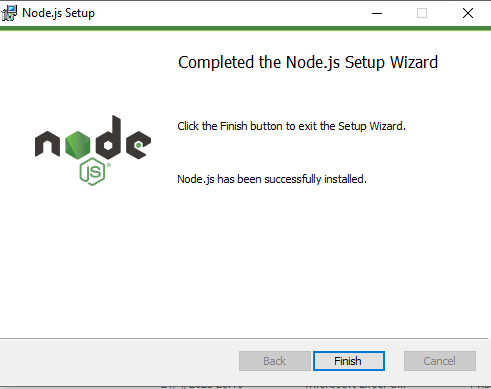 Node.js Setup
Completed the Node.js Setup Wizard
Click the Finish button to exit the Setup Wizard.
node
JS
Node.js has been successfully installed.
Back
Finish
Cancel